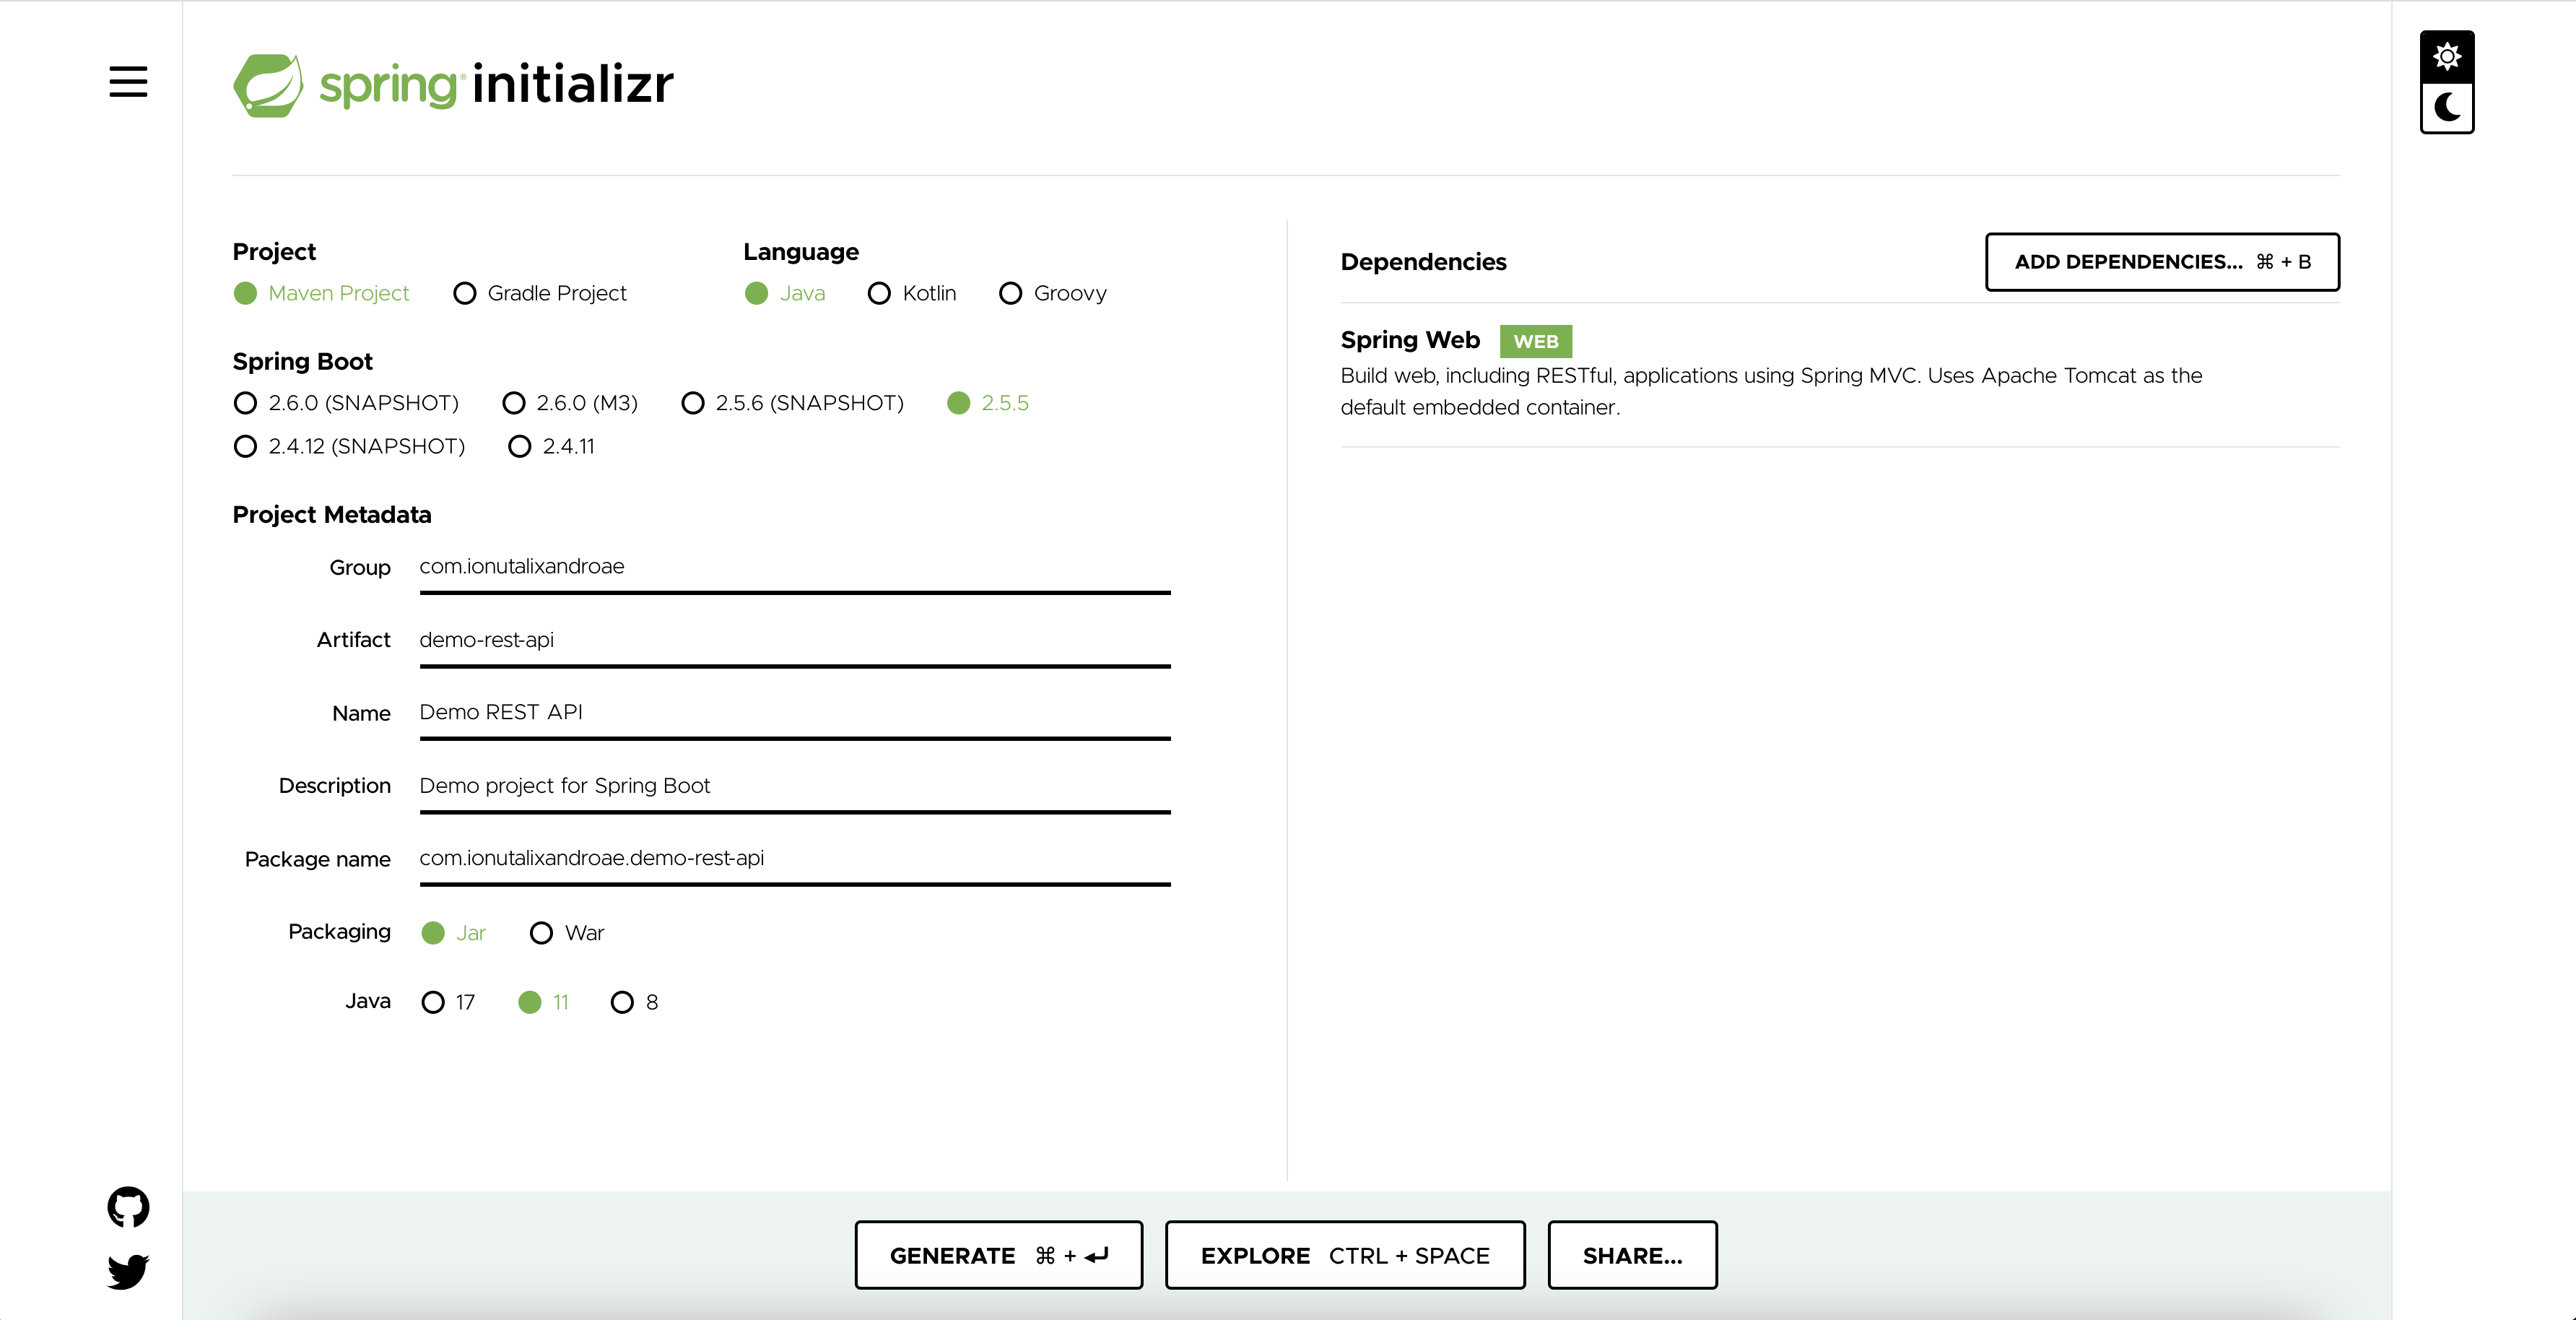 spring initializr
Project
Maven Project Gradle Project
Language
Java Kotlin Groovy
Spring Boot
2.6.0 (SNAPSHOT) 2.6.0 (M3) 2.5.6 (SNAPSHOT) 2.5.5
2.4.12 (SNAPSHOT) 2.4.11
Project Metadata
Group com.ionutalixandroae
Artifact demo-rest-api
Name Demo REST API
Description Demo project for Spring Boot
Package name com.ionutalixandroae.demo-rest-api
Packaging Jar War
Java 17 11 8
Dependencies ADD DEPENDENCIES... ⌘ + B
Spring Web WEB
Build web, including RESTful, applications using Spring MVC. Uses Apache Tomcat as the
default embedded container.
GENERATE ⌘ + ↵ EXPLORE CTRL + SPACE SHARE...